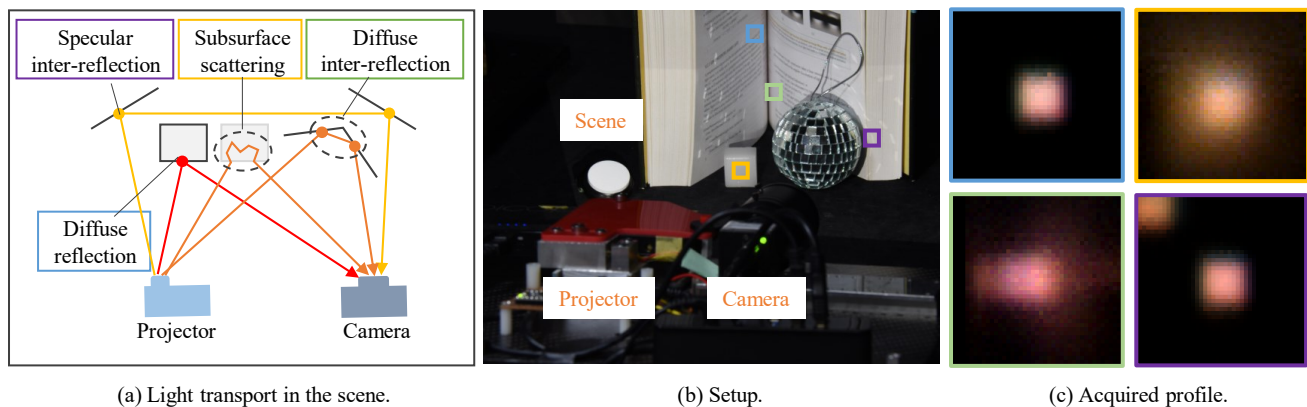 Specular
inter-reflection
Subsurface
scattering
Diffuse
inter-reflection
Diffuse
reflection
Projector
Camera
(a) Light transport in the scene.
Scene
Projector
Camera
(b) Setup.
(c) Acquired profile.